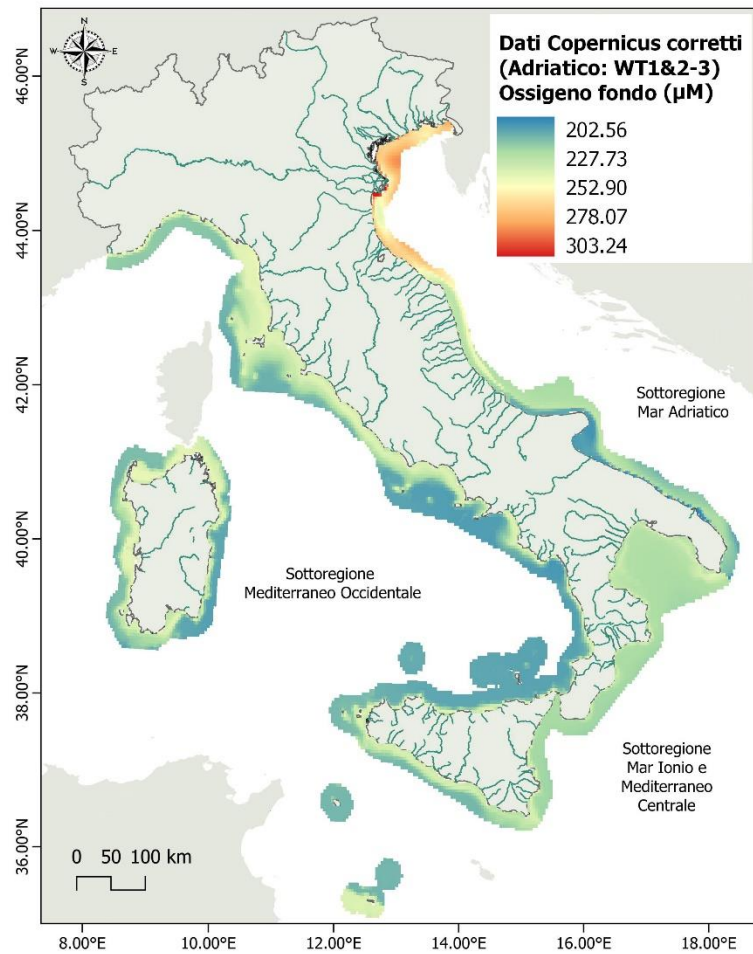 N
W
E
S
Dati Copernicus corretti
(Adriatico: WT1&2-3)
Ossigeno fondo (µM)
202.56
227.73
252.90
278.07
303.24
46.00°N
44.00°N
42.00°N
40.00°N
38.00°N
36.00°N
Sottoregione
Mar Adriatico
Sottoregione
Mediterraneo Occidentale
Sottoregione
Mar Ionio e
Mediterraneo
Centrale
0 50 100 km
8.00°E 10.00°E 12.00°E 14.00°E 16.00°E 18.00°E